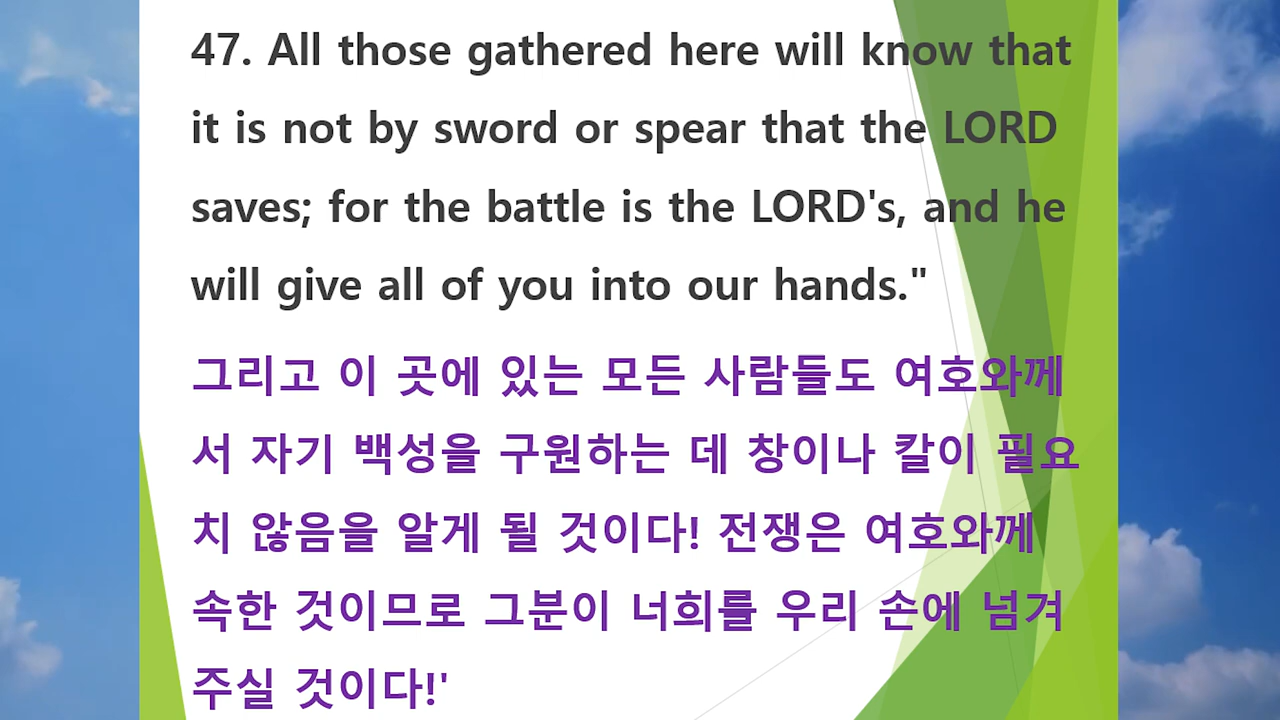 47. All those gathered here will know that
it is not by sword or spear that the LORD
saves; for the battle is the LORD's, and he
will give all of you into our hands."
그리고 이 곳에 있는 모든 사람들도 여호와께
서 자기 백성을 구원하는 데 창이나 칼이 필요
치 않음을 알게 될 것이다! 전쟁은 여호와께
속한 것이므로 그분이 너희를 우리 손에 넘겨
주실 것이다!'